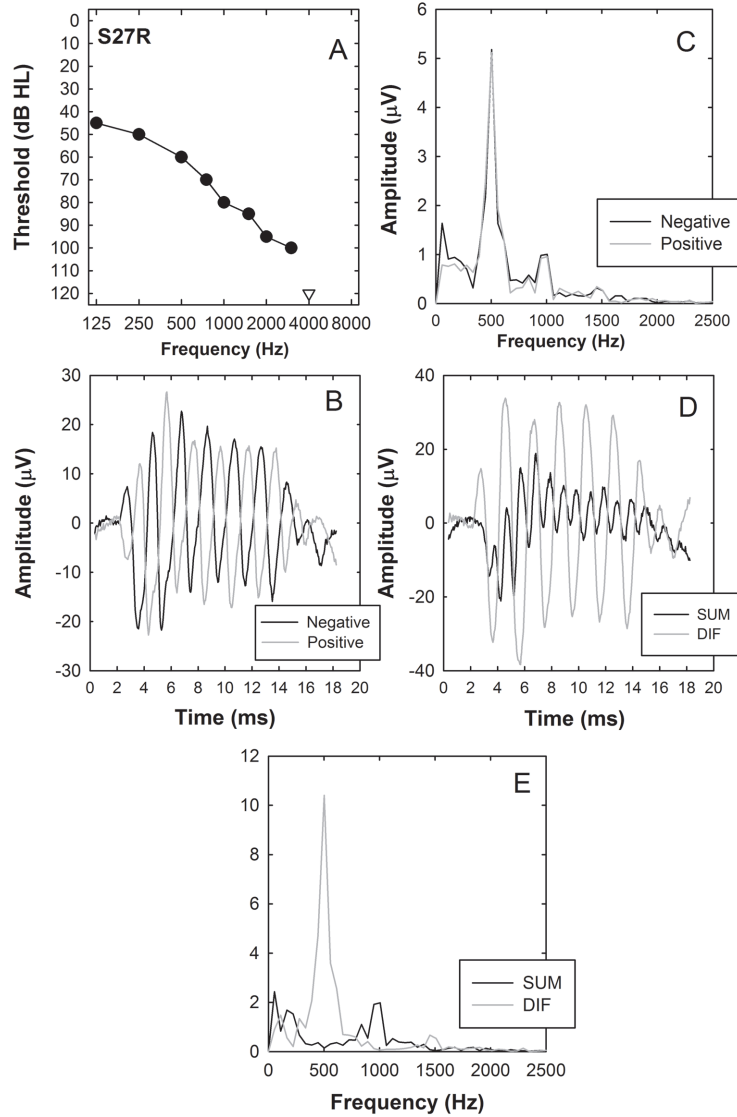 S27R
A
Threshold (dB HL)
0
10
20
30
40
50
60
70
80
90
100
110
120
125 250 500 1000 2000 4000 8000
Frequency (Hz)
C
Amplitude (μV)
6
5
4
3
2
1
0
Negative
Positive
0 500 1000 1500 2000 2500
Frequency (Hz)
B
Amplitude (μV)
30
20
10
0
-10
-20
-30
Negative
Positive
0 2 4 6 8 10 12 14 16 18 20
Time (ms)
D
Amplitude (μV)
40
20
0
-20
-40
SUM
DIF
0 2 4 6 8 10 12 14 16 18 20
Time (ms)
E
12
10
8
6
4
2
0
SUM
DIF
0 500 1000 1500 2000 2500
Frequency (Hz)